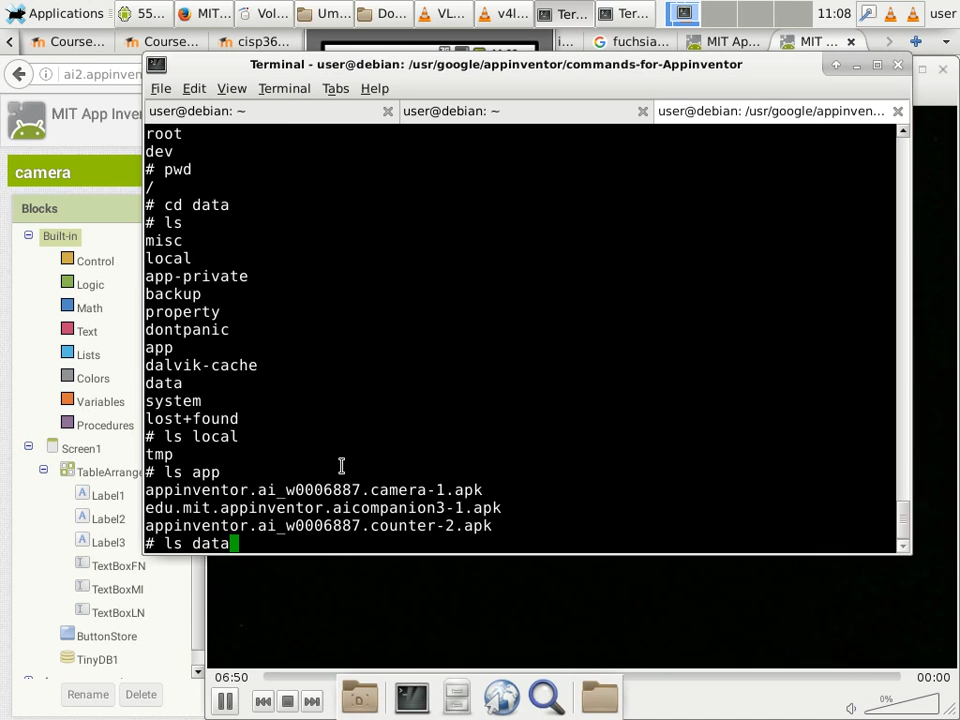 Applications
55...
MIT...
Vol...
Um...
Do...
VL...
v4l...
Ter...
Ter...
11:08
user
Course...
Course...
cisp36...
i...
fuchsia...
MIT Ap...
MIT ...
ai2.appinven
MIT App Inve
camera
Blocks
Built-in
Control
Logic
Math
Text
Lists
Colors
Variables
Procedures
Screen1
TableArrang
Label1
Label2
Label3
TextBoxFN
TextBoxMI
TextBoxLN
ButtonStore
TinyDB1
Rename
Delete
Terminal - user@debian: /usr/google/appinventor/commands-for-Appinventor
File Edit View Terminal Tabs Help
user@debian: ~
user@debian: ~
user@debian: /usr/google/appinven...
root
dev
# pwd
/
# cd data
# ls
misc
local
app-private
backup
property
dontpanic
app
dalvik-cache
data
system
lost+found
# ls local
tmp
# ls app
appinventor.ai_w0006887.camera-1.apk
edu.mit.appinventor.aicompanion3-1.apk
appinventor.ai_w0006887.counter-2.apk
# ls data
06:50
00:00
0%